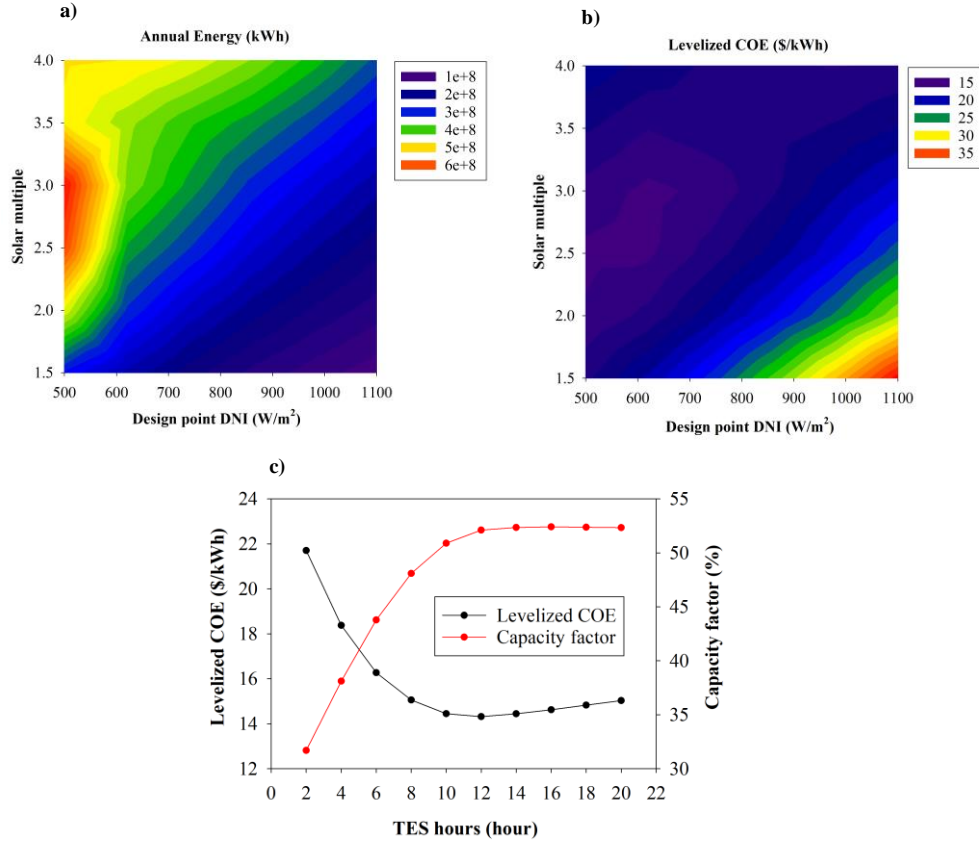 a)
Annual Energy (kWh)
4.0
3.5
3.0
2.5
2.0
1.5
Solar multiple
500 600 700 800 900 1000 1100
Design point DNI (W/m²)
1e+8
2e+8
3e+8
4e+8
5e+8
6e+8
b)
Levelized COE ($/kWh)
4.0
3.5
3.0
2.5
2.0
1.5
Solar multiple
500 600 700 800 900 1000 1100
Design point DNI (W/m²)
15
20
25
30
35
c)
24
22
20
18
16
14
12
Levelized COE ($/kWh)
Levelized COE
Capacity factor
55
50
45
40
35
30
Capacity factor (%)
0 2 4 6 8 10 12 14 16 18 20 22
TES hours (hour)